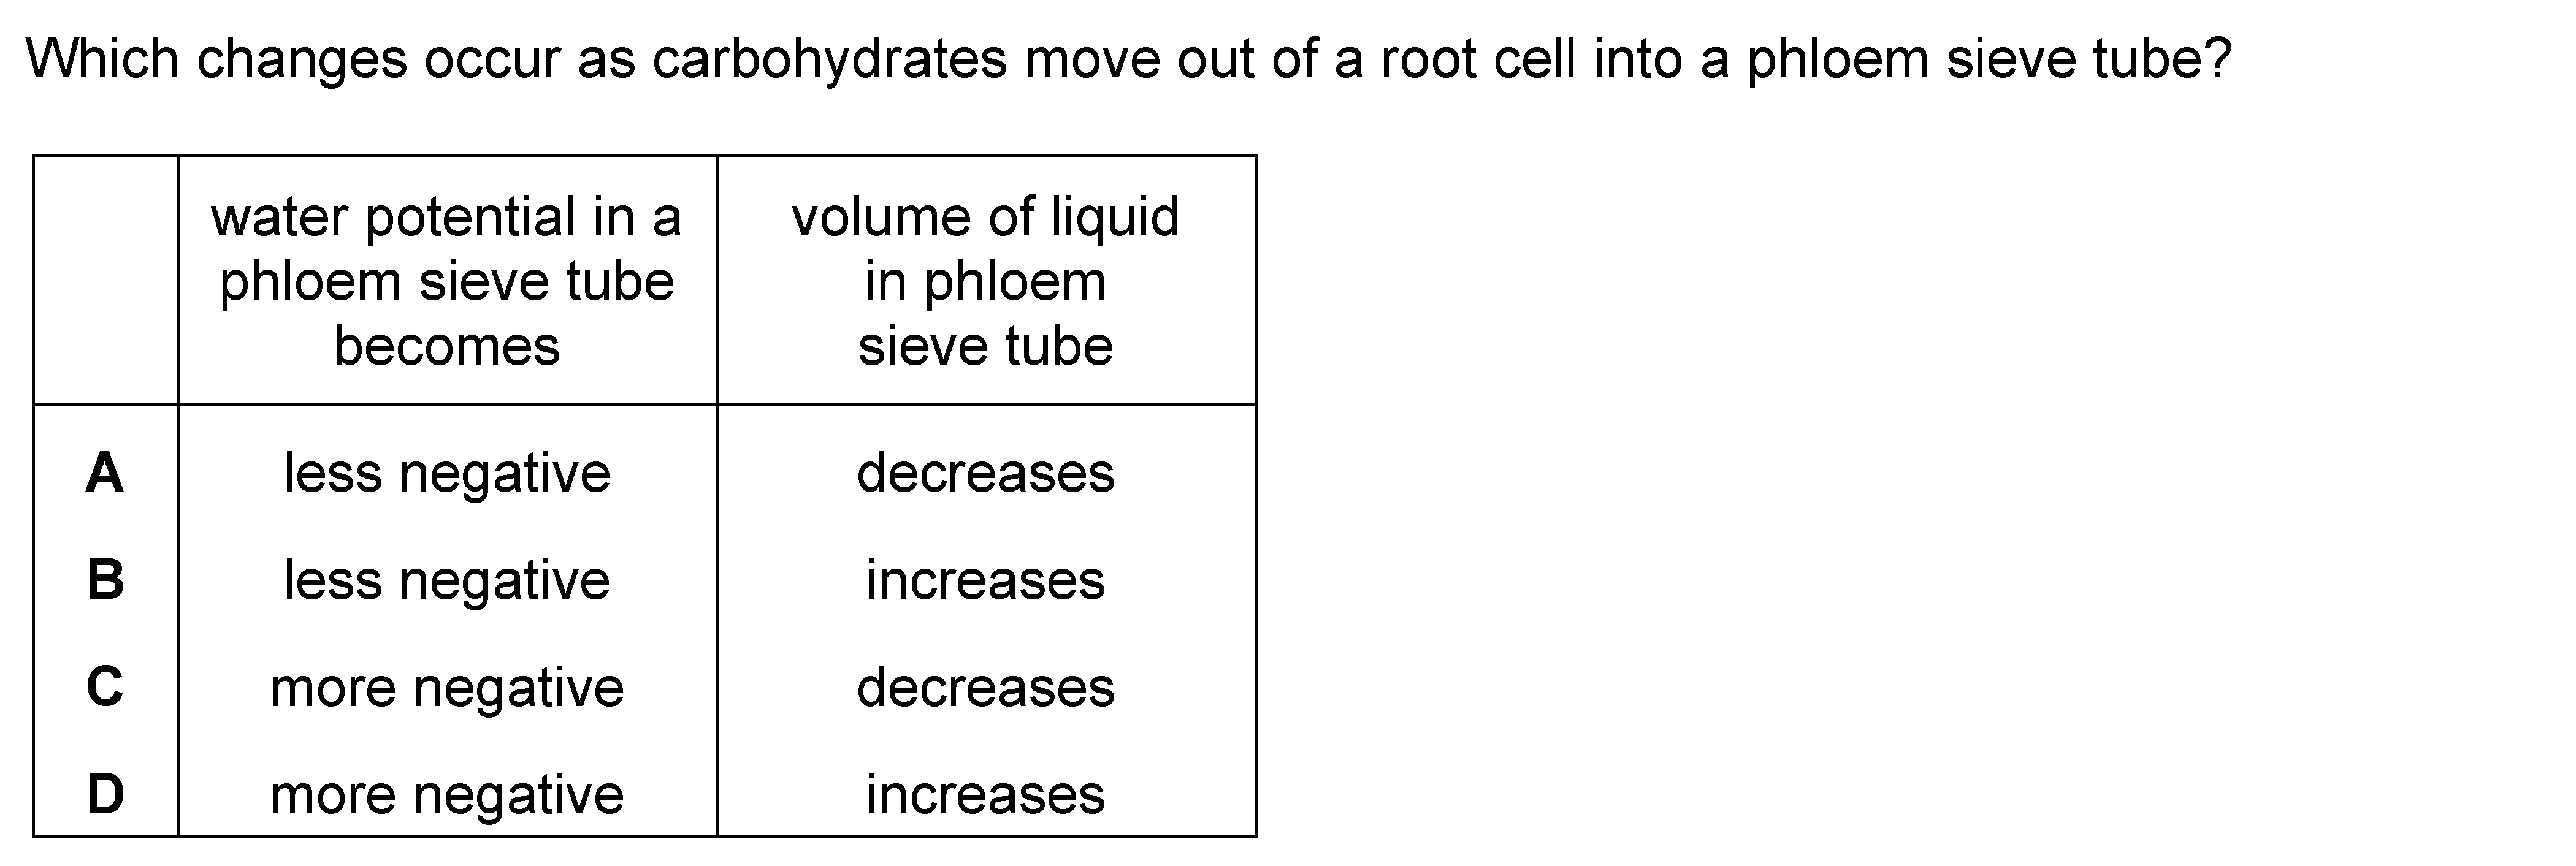 Which changes occur as carbohydrates move out of a root cell into a phloem sieve tube?
water potential in a
phloem sieve tube
becomes
volume of liquid
in phloem
sieve tube
A less negative decreases
B less negative increases
C more negative decreases
D more negative increases